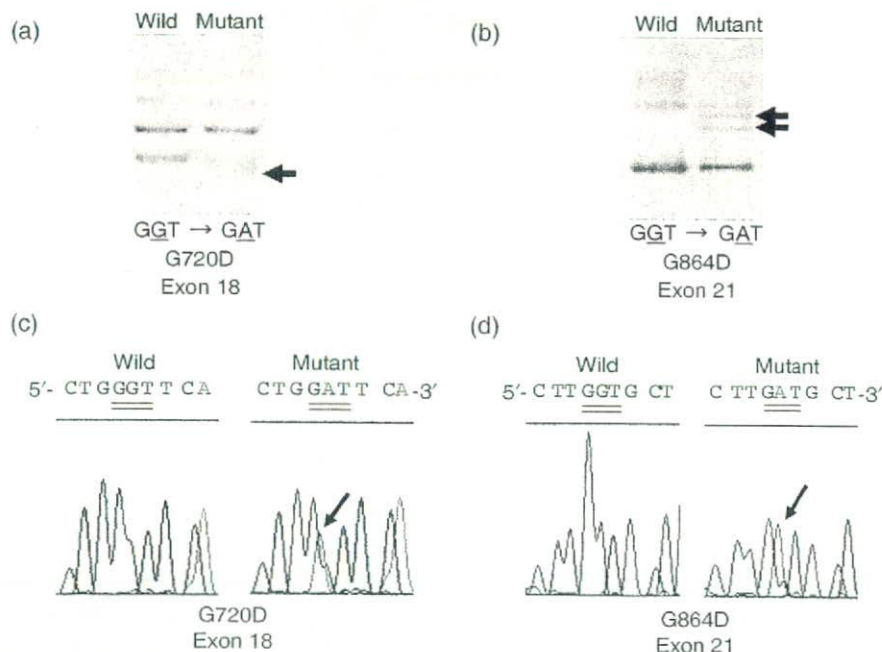 (a)
Wild Mutant
GGT → GAT
G720D
Exon 18
(b)
Wild Mutant
GGT → GAT
G864D
Exon 21
(c)
Wild Mutant
5′- CTGGGTTCA CTGGATTCA-3′
G720D
Exon 18
(d)
Wild Mutant
5′- CTTGGTGCT CTTGATGCT-3′
G864D
Exon 21